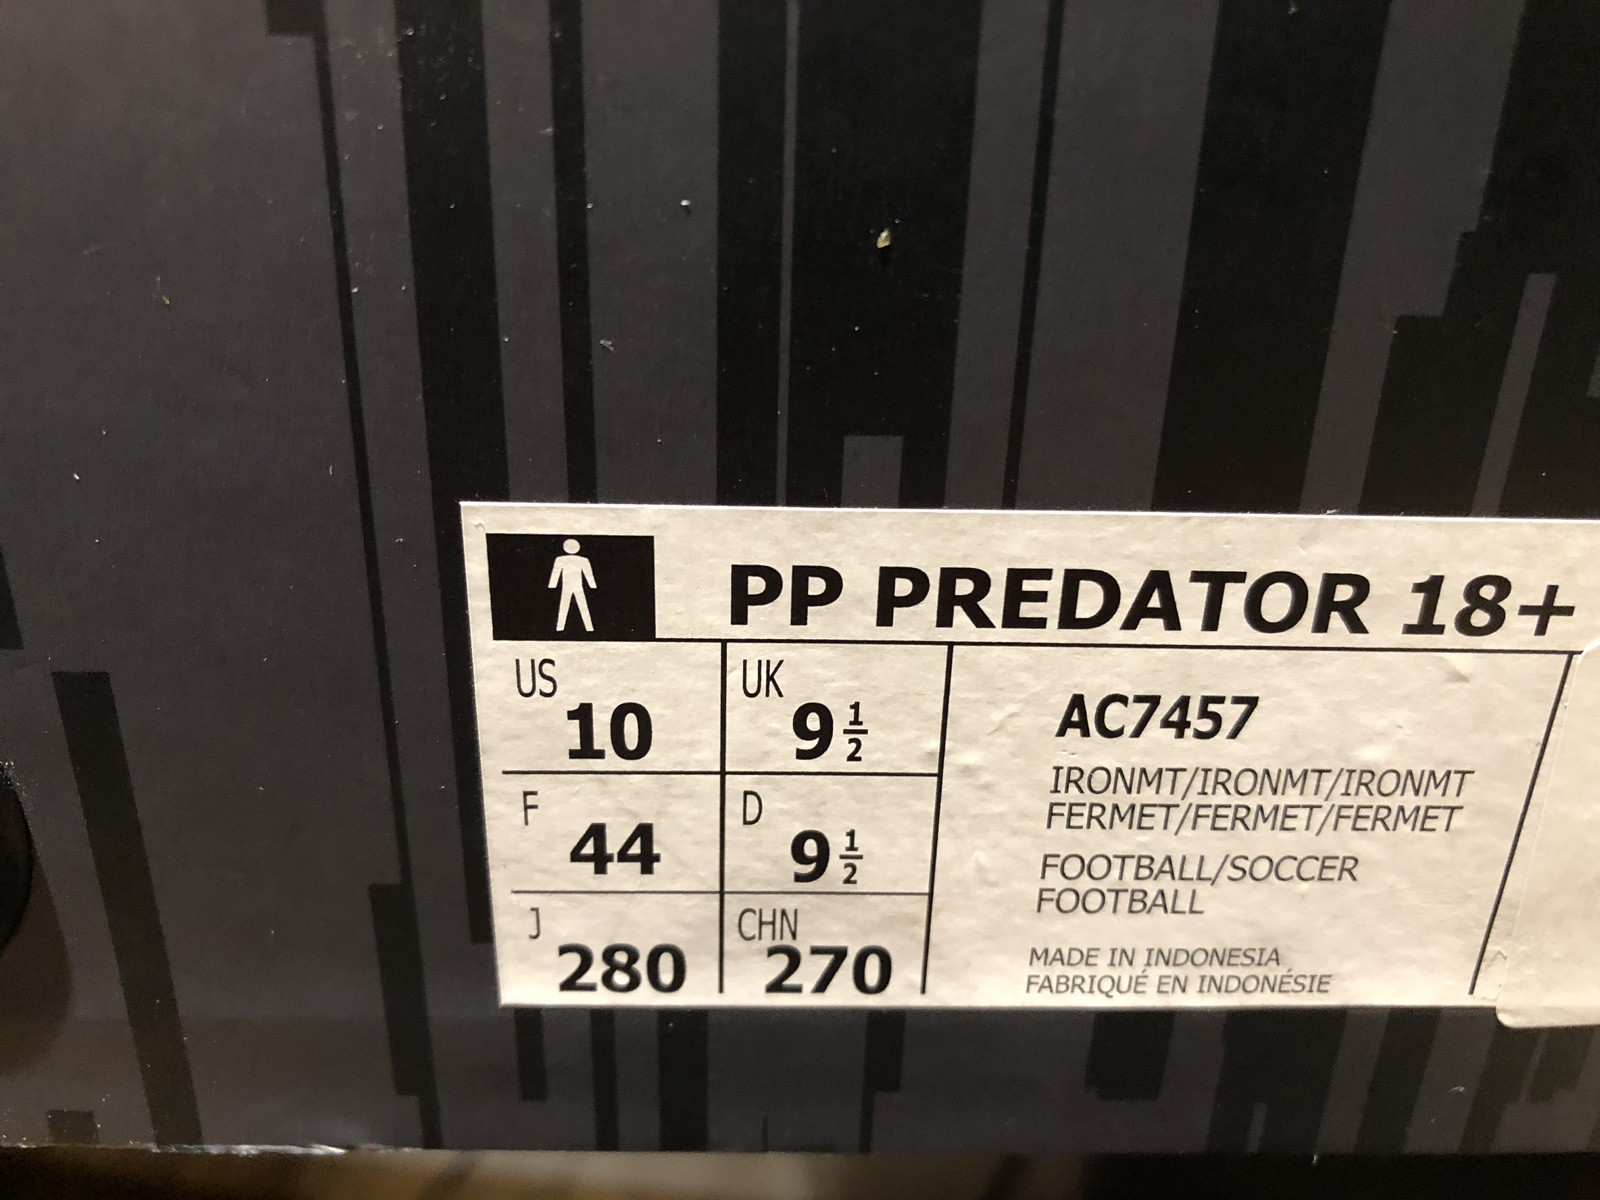 PP PREDATOR 18+
US 10 UK 9 1/2
F 44 D 9 1/2
J 280 CHN 270
AC7457
IRONMT/IRONMT/IRONMT
FERMET/FERMET/FERMET
FOOTBALL/SOCCER
FOOTBALL
MADE IN INDONESIA
FABRIQUÉ EN INDONÉSIE